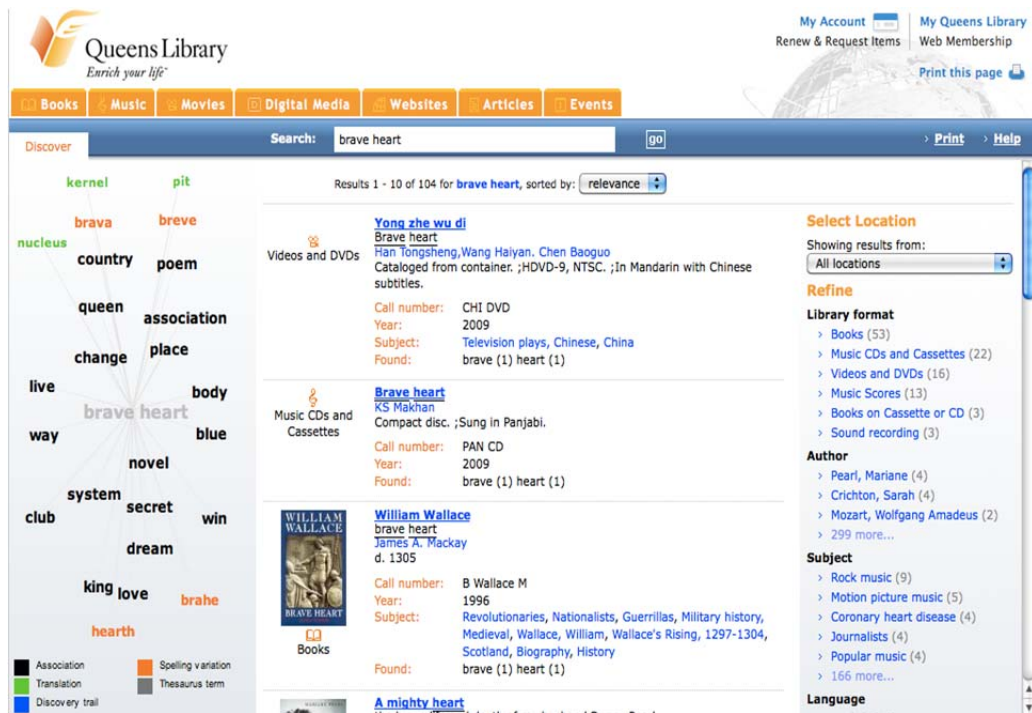 Queens Library
Enrich your life
My Account
Renew & Request Items
My Queens Library
Web Membership
Print this page
Books
Music
Movies
Digital Media
Websites
Articles
Events
Discover
Search: brave heart go
› Print › Help
kernel pit
brava breve
nucleus
country poem
queen
association
change place
live
body
brave heart
way
blue
novel
system
secret
club
win
dream
king love
brahe
hearth
Association
Spelling variation
Translation
Thesaurus term
Discovery trail
Results 1 - 10 of 104 for brave heart, sorted by: relevance
Videos and DVDs
Yong zhe wu di
Brave heart
Han Tongsheng,Wang Haiyan. Chen Baoguo
Cataloged from container. ;HDVD-9, NTSC. ;In Mandarin with Chinese
subtitles.
Call number: CHI DVD
Year: 2009
Subject: Television plays, Chinese, China
Found: brave (1) heart (1)
Music CDs and
Cassettes
Brave heart
KS Makhan
Compact disc. ;Sung in Panjabi.
Call number: PAN CD
Year: 2009
Found: brave (1) heart (1)
WILLIAM
WALLACE
BRAVE HEART
Books
William Wallace
brave heart
James A. Mackay
d. 1305
Call number: B Wallace M
Year: 1996
Subject: Revolutionaries, Nationalists, Guerrillas, Military history,
Medieval, Wallace, William, Wallace's Rising, 1297-1304,
Scotland, Biography, History
Found: brave (1) heart (1)
A mighty heart
Select Location
Showing results from:
All locations
Refine
Library format
› Books (53)
› Music CDs and Cassettes (22)
› Videos and DVDs (16)
› Music Scores (13)
› Books on Cassette or CD (3)
› Sound recording (3)
Author
› Pearl, Mariane (4)
› Crichton, Sarah (4)
› Mozart, Wolfgang Amadeus (2)
› 299 more...
Subject
› Rock music (9)
› Motion picture music (5)
› Coronary heart disease (4)
› Journalists (4)
› Popular music (4)
› 166 more...
Language